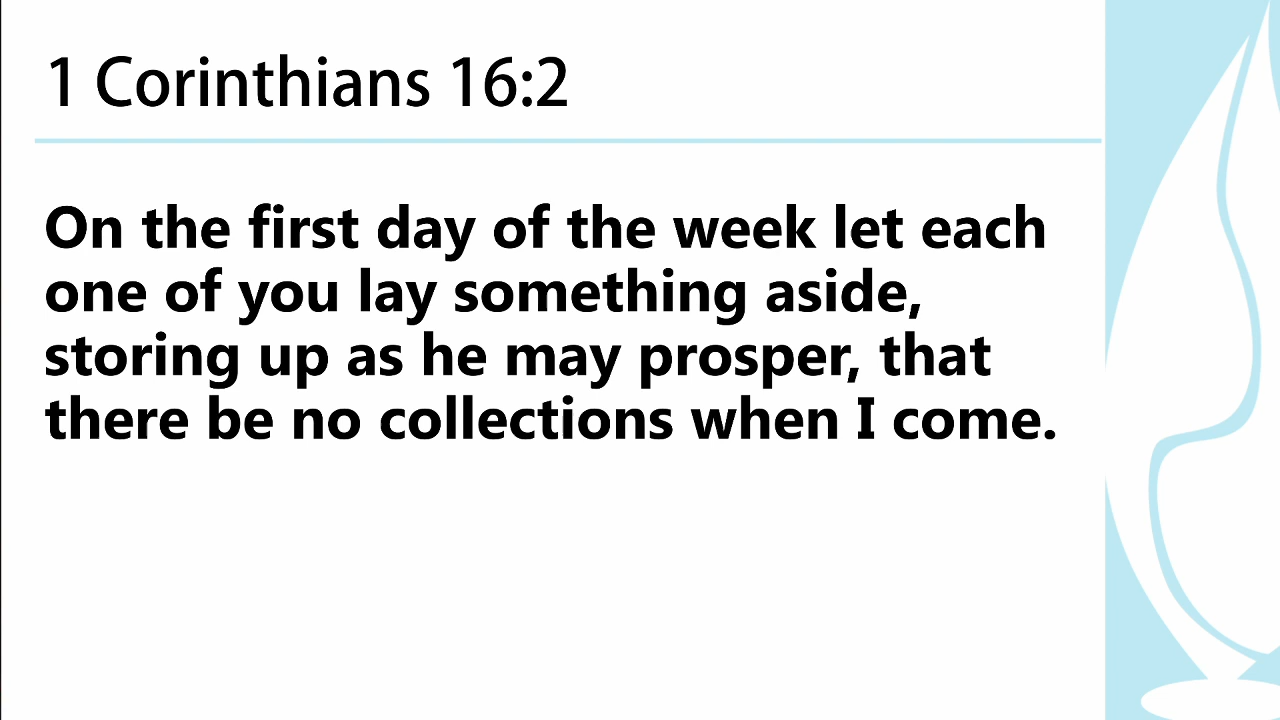 1 Corinthians 16:2
On the first day of the week let each
one of you lay something aside,
storing up as he may prosper, that
there be no collections when I come.